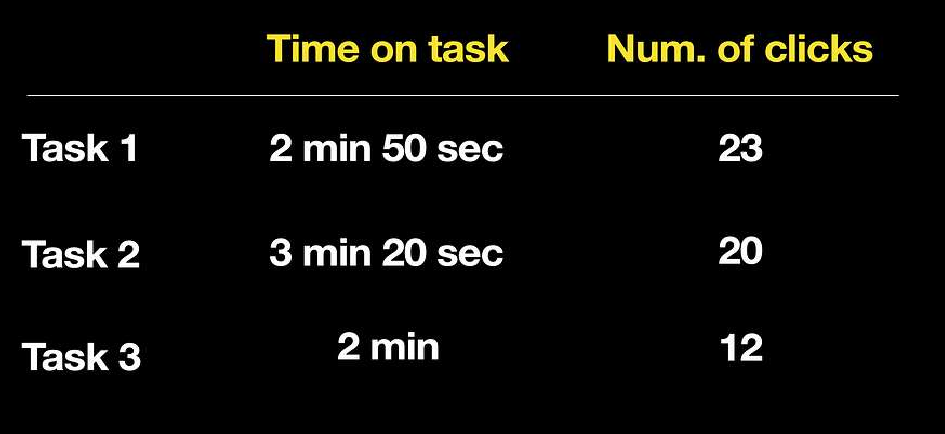 Time on task Num. of clicks
Task 1 2 min 50 sec 23
Task 2 3 min 20 sec 20
Task 3 2 min 12